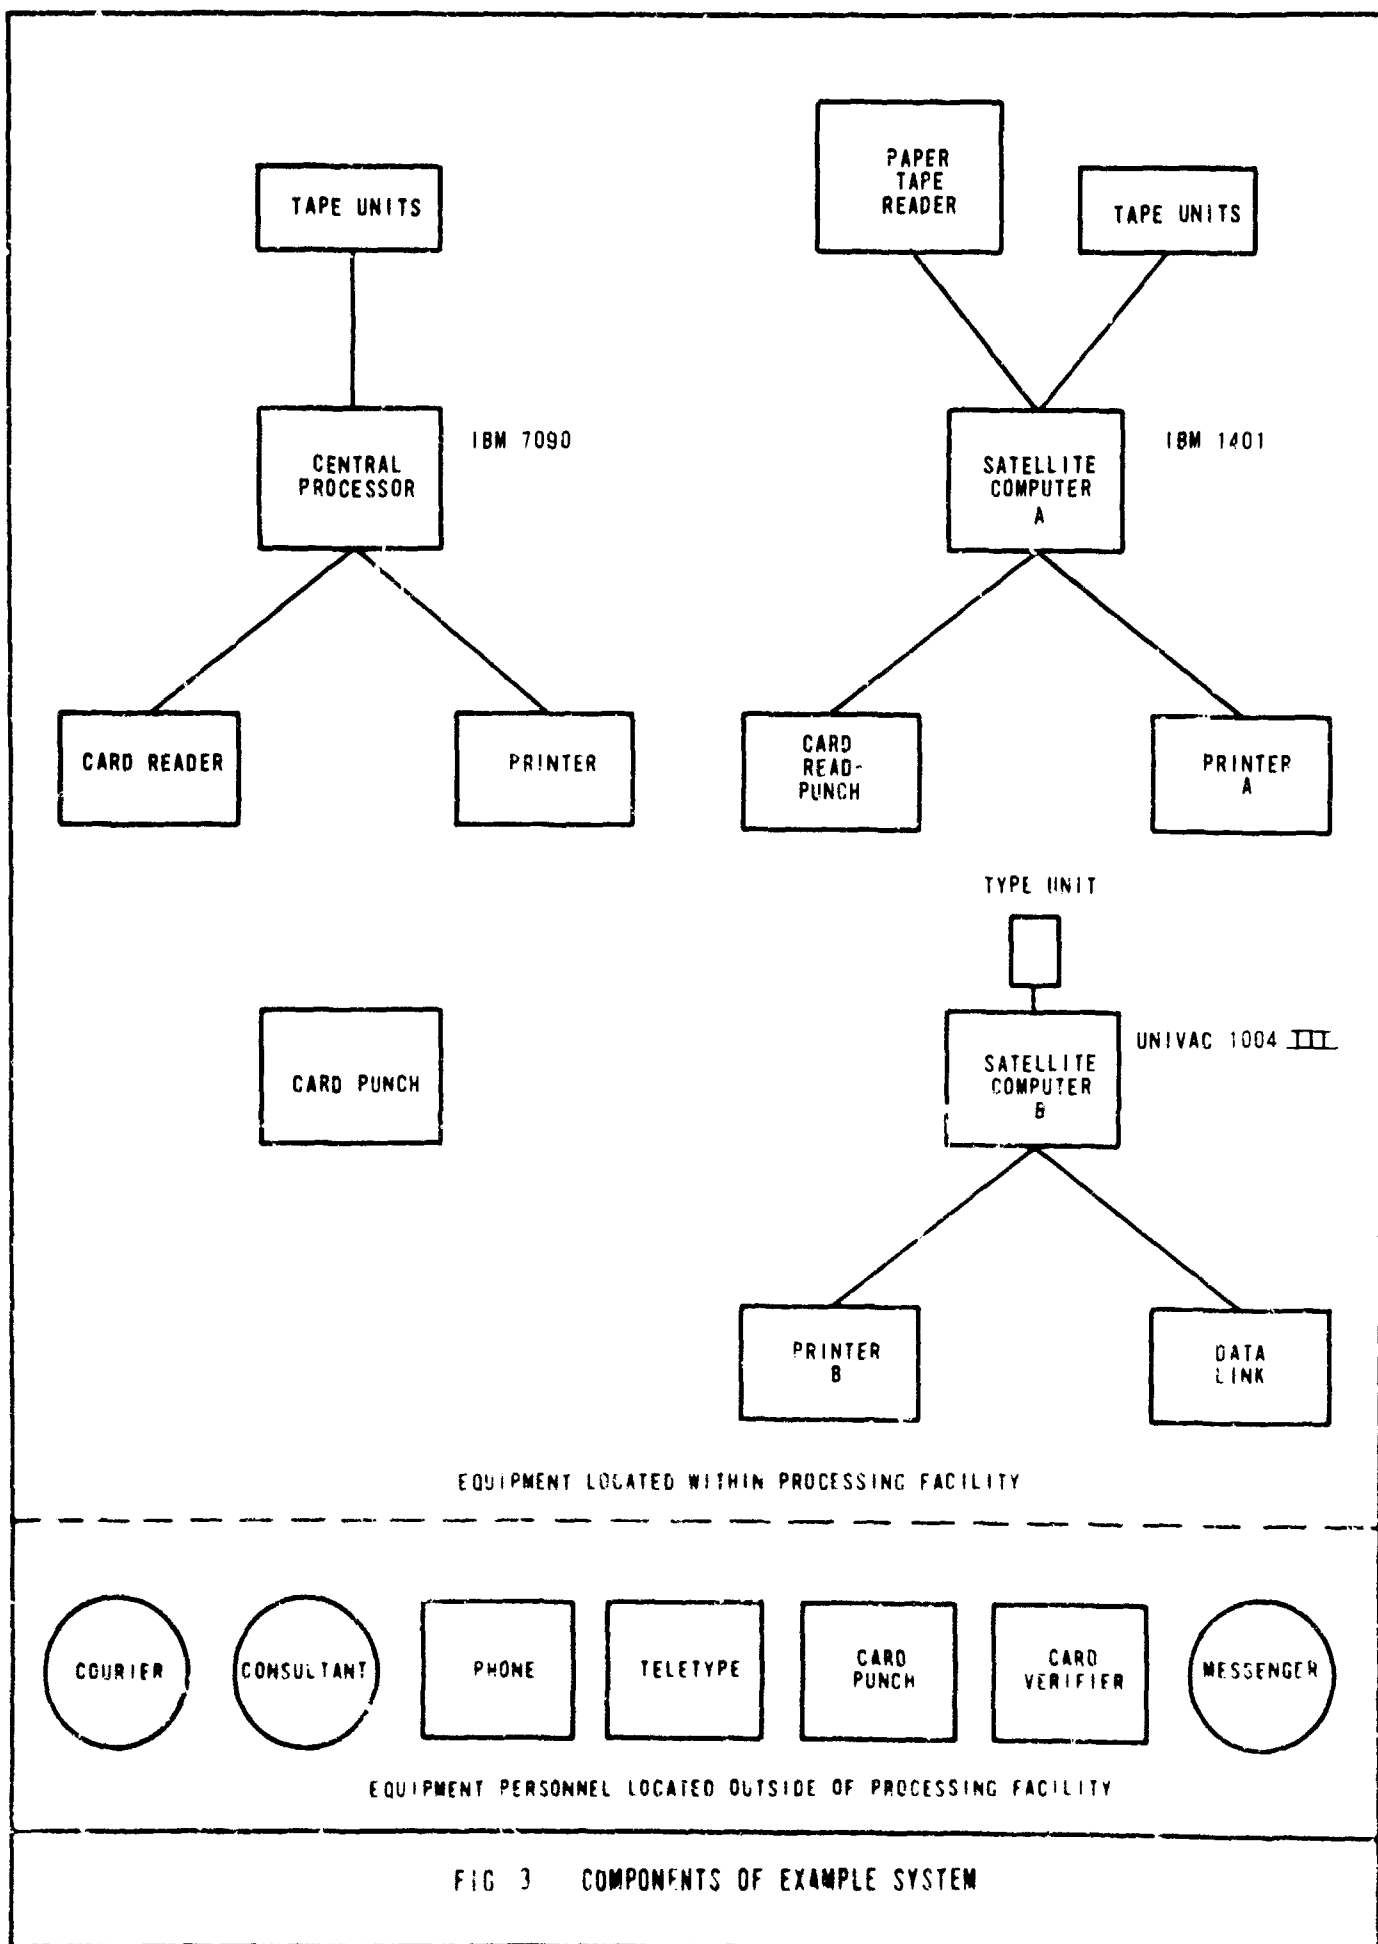 PAPER
TAPE
READER
TAPE UNITS
TAPE UNITS
IBM 7090
IBM 1401
CENTRAL
PROCESSOR
SATELLITE
COMPUTER
A
CARD READER
PRINTER
CARD
READ-
PUNCH
PRINTER
A
TYPE UNIT
CARD PUNCH
SATELLITE
COMPUTER
B
UNIVAC 1004 III
PRINTER
B
DATA
LINK
EQUIPMENT LOCATED WITHIN PROCESSING FACILITY
COURIER
CONSULTANT
PHONE
TELETYPE
CARD
PUNCH
CARD
VERIFIER
MESSENGER
EQUIPMENT PERSONNEL LOCATED OUTSIDE OF PROCESSING FACILITY
FIG 3 COMPONENTS OF EXAMPLE SYSTEM